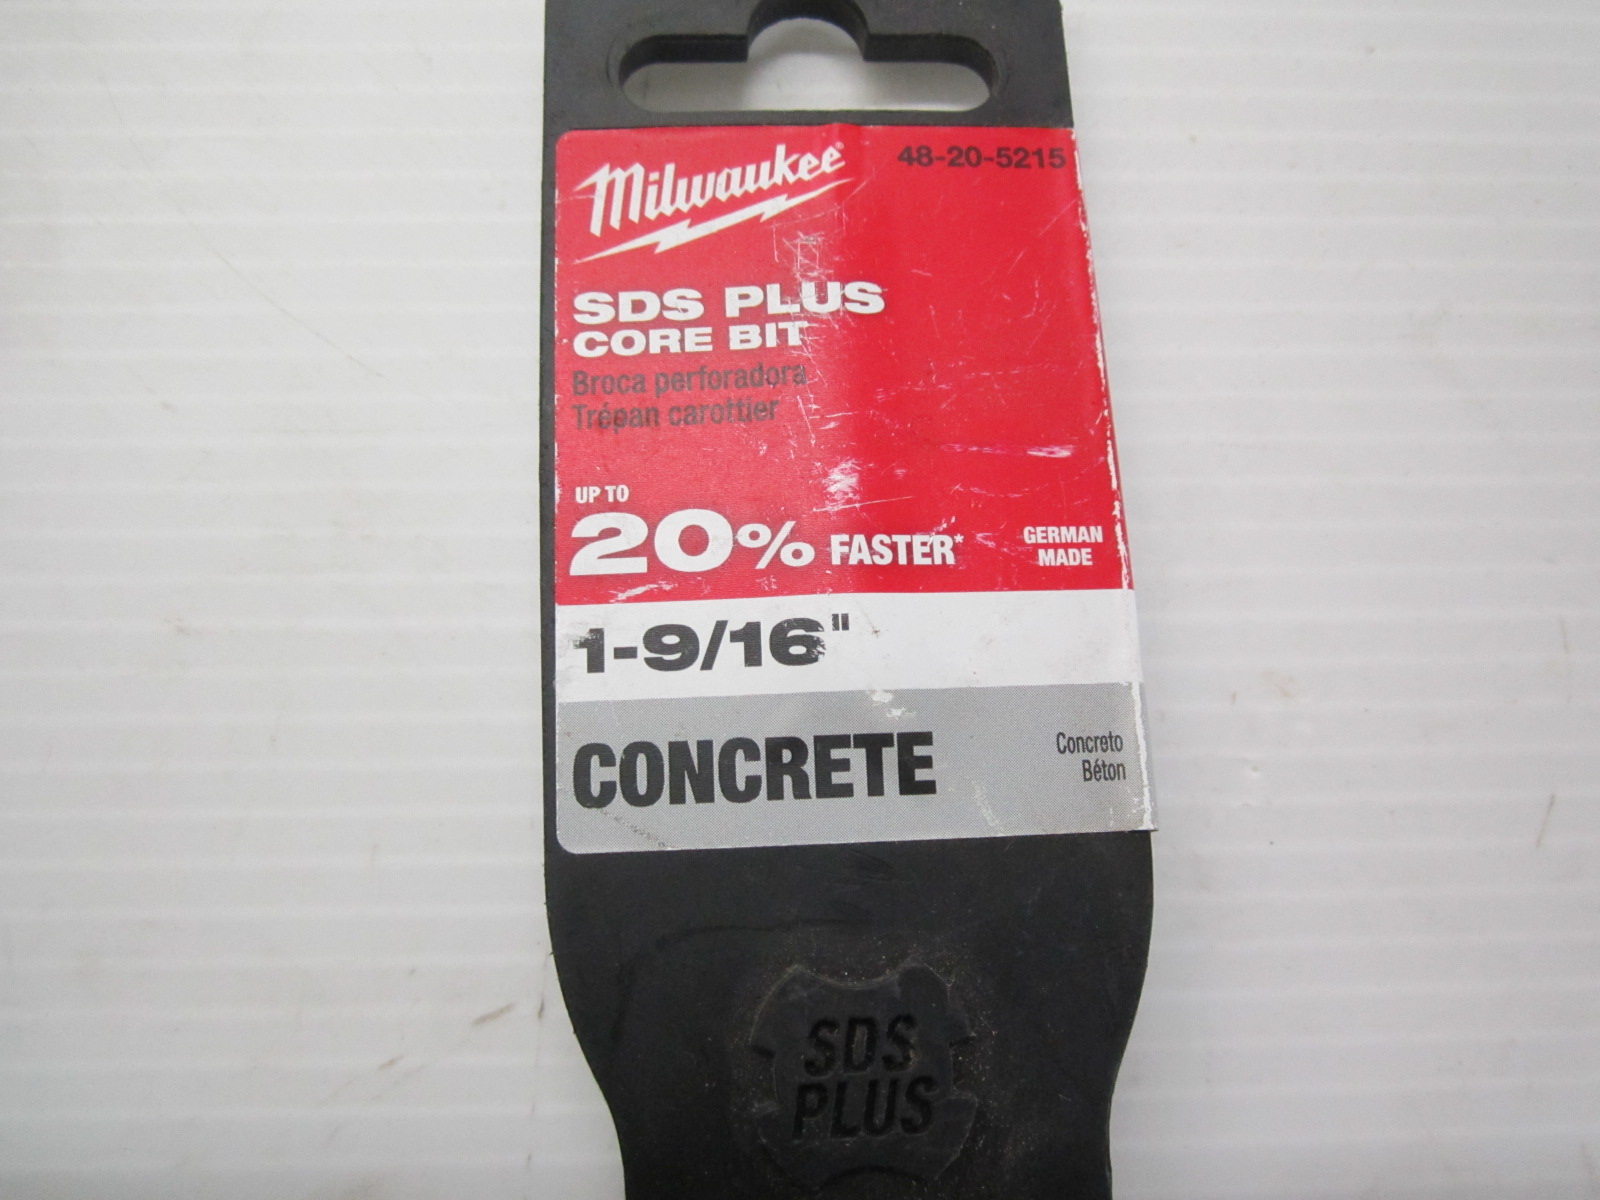 Milwaukee®
48-20-5215
SDS PLUS
CORE BIT
Broca perforadora
Trépan carottier
UP TO
20% FASTER*
GERMAN
MADE
1-9/16"
CONCRETE
Concreto
Béton
SDS
PLUS